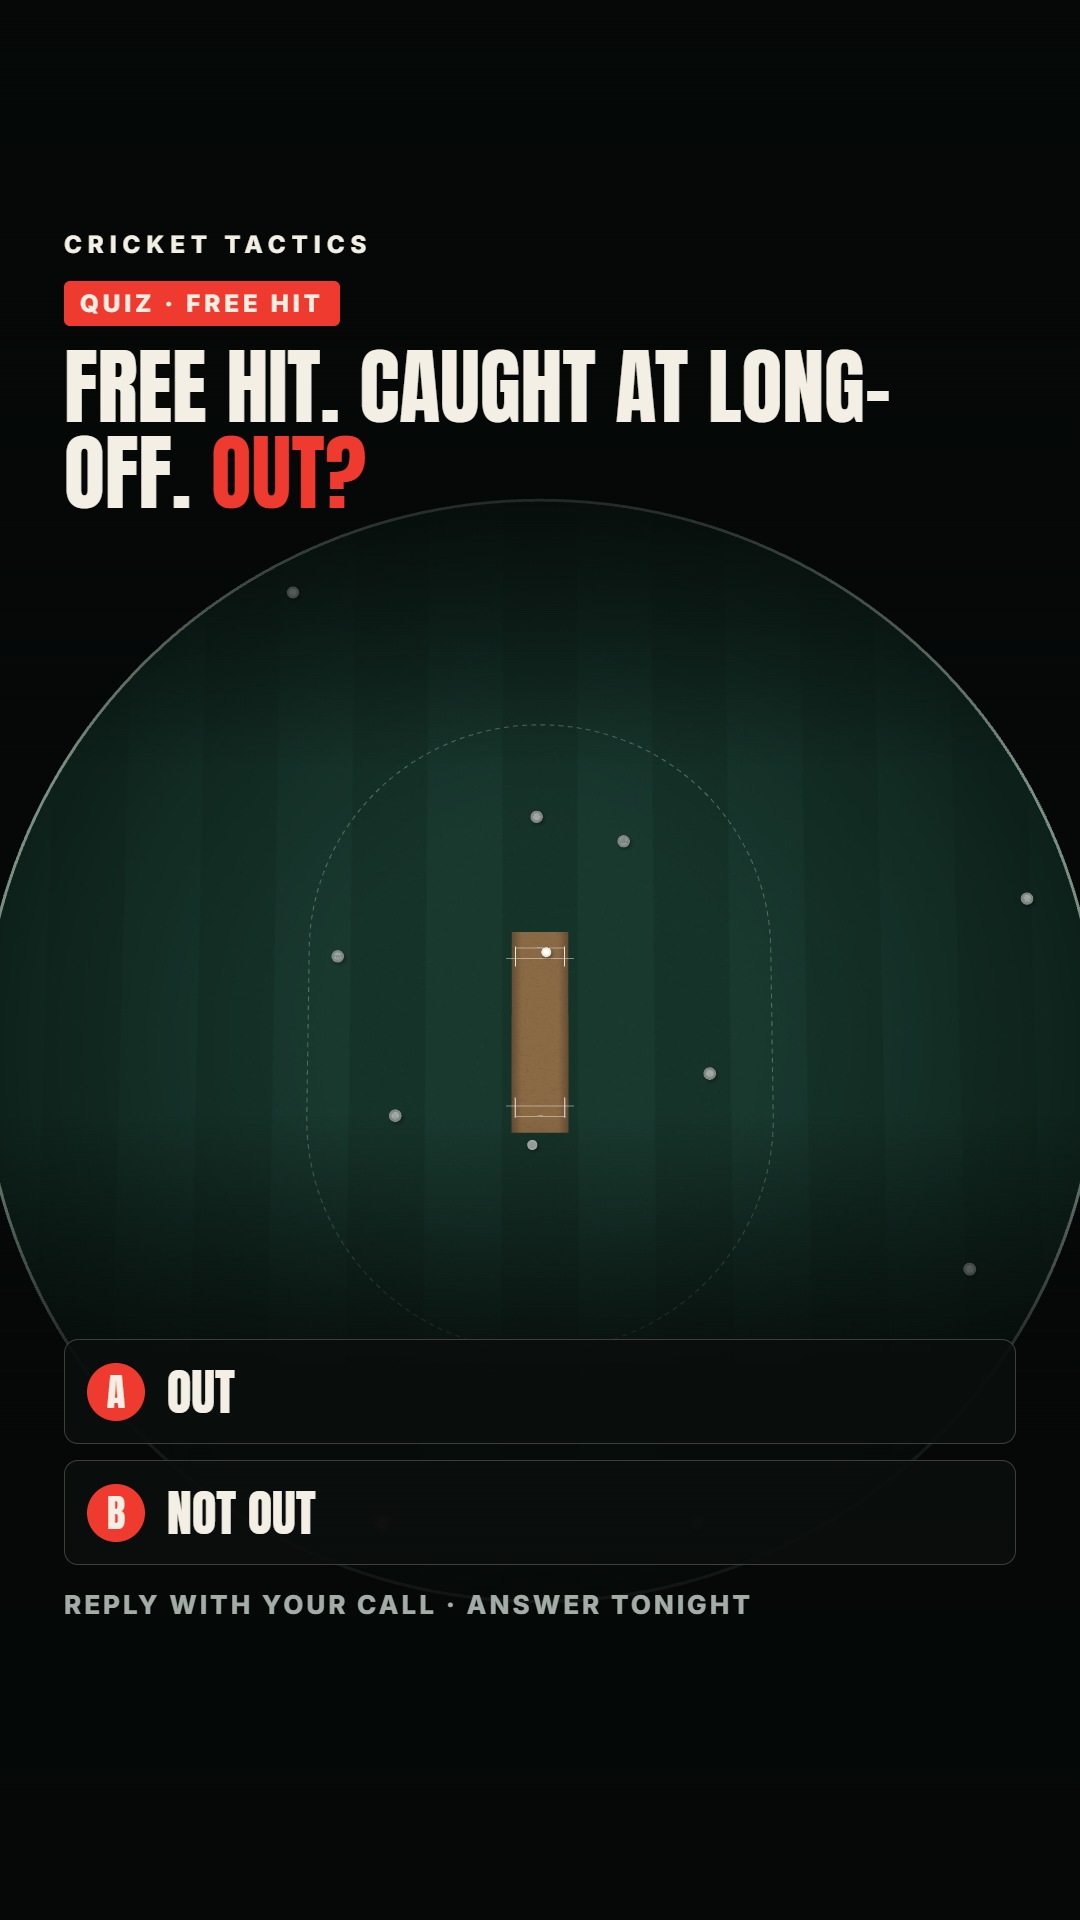 CRICKET TACTICS
QUIZ · FREE HIT
FREE HIT. CAUGHT AT LONG-
OFF. OUT?
A OUT
B NOT OUT
REPLY WITH YOUR CALL · ANSWER TONIGHT